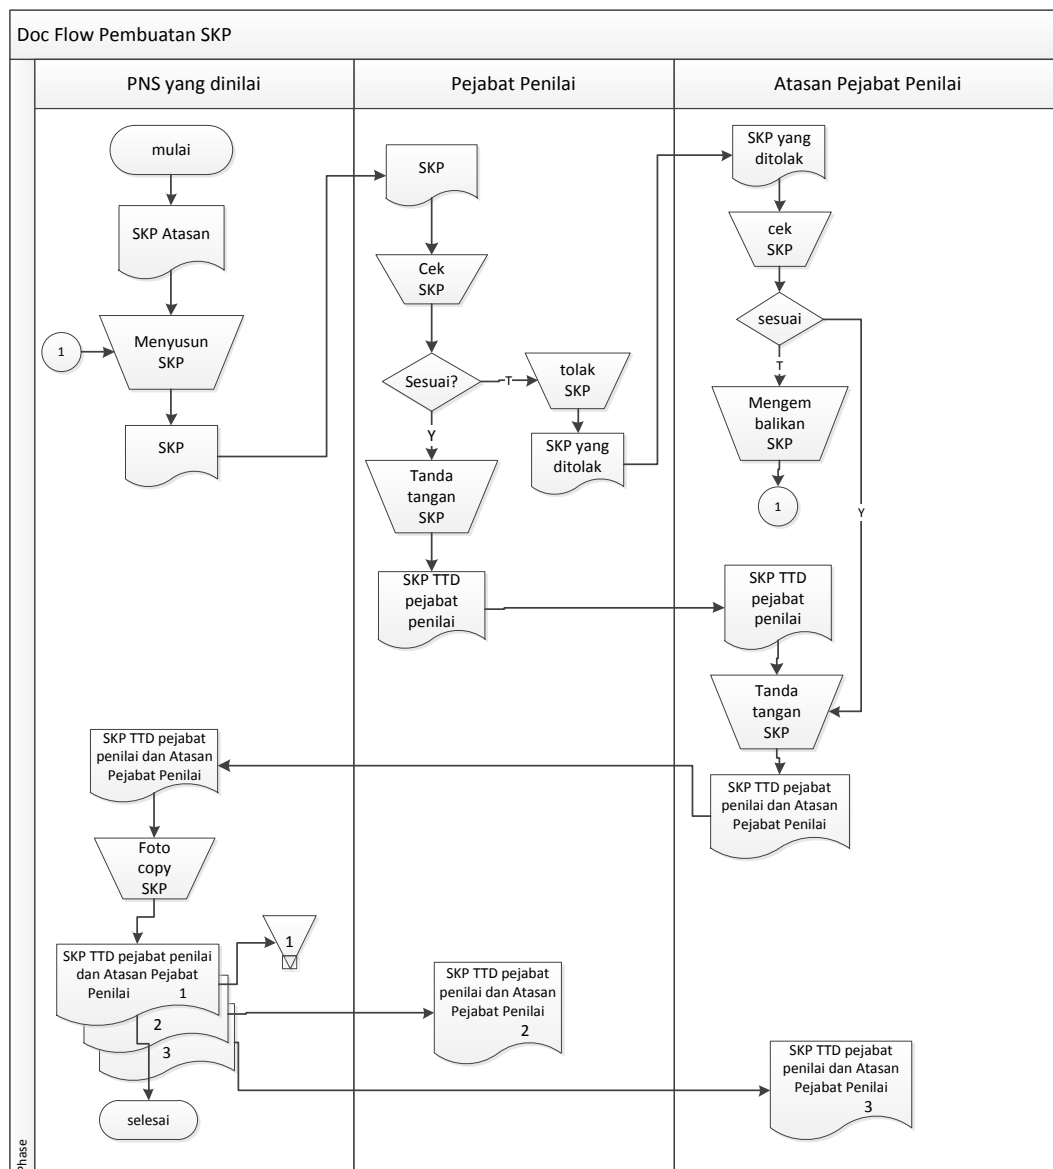 Doc Flow Pembuatan SKP
PNS yang dinilai
Pejabat Penilai
Atasan Pejabat Penilai
mulai
SKP Atasan
1
Menyusun
SKP
SKP
SKP
Cek
SKP
Sesuai?
T
tolak
SKP
SKP yang
ditolak
Y
Tanda
tangan
SKP
SKP TTD
pejabat
penilai
SKP yang
ditolak
cek
SKP
sesuai
T
Mengem
balikan
SKP
1
Y
SKP TTD
pejabat
penilai
Tanda
tangan
SKP
SKP TTD pejabat
penilai dan Atasan
Pejabat Penilai
SKP TTD pejabat
penilai dan Atasan
Pejabat Penilai
Foto
copy
SKP
SKP TTD pejabat penilai
dan Atasan Pejabat
Penilai 1
2
3
1
selesai
SKP TTD pejabat
penilai dan Atasan
Pejabat Penilai
2
SKP TTD pejabat
penilai dan Atasan
Pejabat Penilai
3
Phase